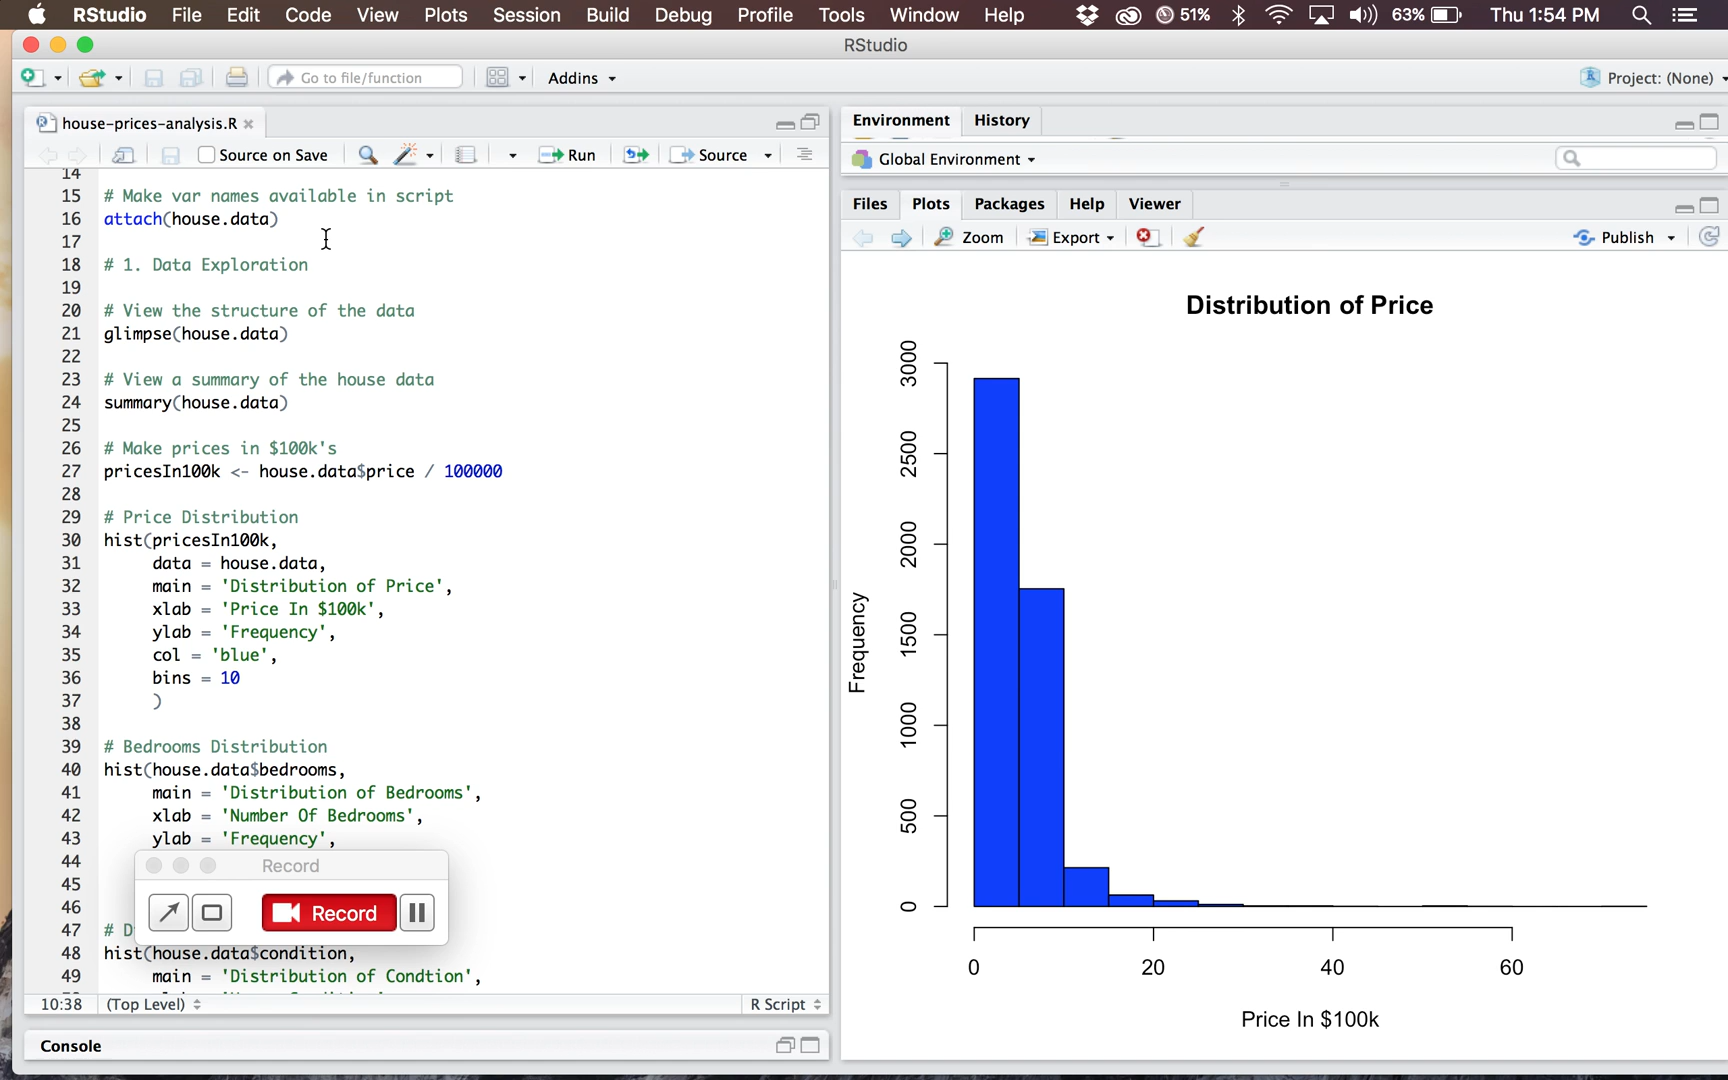 RStudio File Edit Code View Plots Session Build Debug Profile Tools Window Help 51% 63% Thu 1:54 PM
RStudio
Go to file/function Addins Project: (None)
house-prices-analysis.R
Source on Save Run Source
14
15 # Make var names available in script
16 attach(house.data)
17
18 # 1. Data Exploration
19
20 # View the structure of the data
21 glimpse(house.data)
22
23 # View a summary of the house data
24 summary(house.data)
25
26 # Make prices in $100k's
27 pricesIn100k <- house.data$price / 100000
28
29 # Price Distribution
30 hist(pricesIn100k,
31 data = house.data,
32 main = 'Distribution of Price',
33 xlab = 'Price In $100k',
34 ylab = 'Frequency',
35 col = 'blue',
36 bins = 10
37 )
38
39 # Bedrooms Distribution
40 hist(house.data$bedrooms,
41 main = 'Distribution of Bedrooms',
42 xlab = 'Number Of Bedrooms',
43 ylab = 'Frequency',
44
45
46
47 # D
48 hist(house.data$condition,
49 main = 'Distribution of Condtion',
Record
Record
10:38 (Top Level) R Script
Console
Environment History
Global Environment
Files Plots Packages Help Viewer
Zoom Export Publish
Distribution of Price
Frequency
3000
2500
2000
1500
1000
500
0
0 20 40 60
Price In $100k